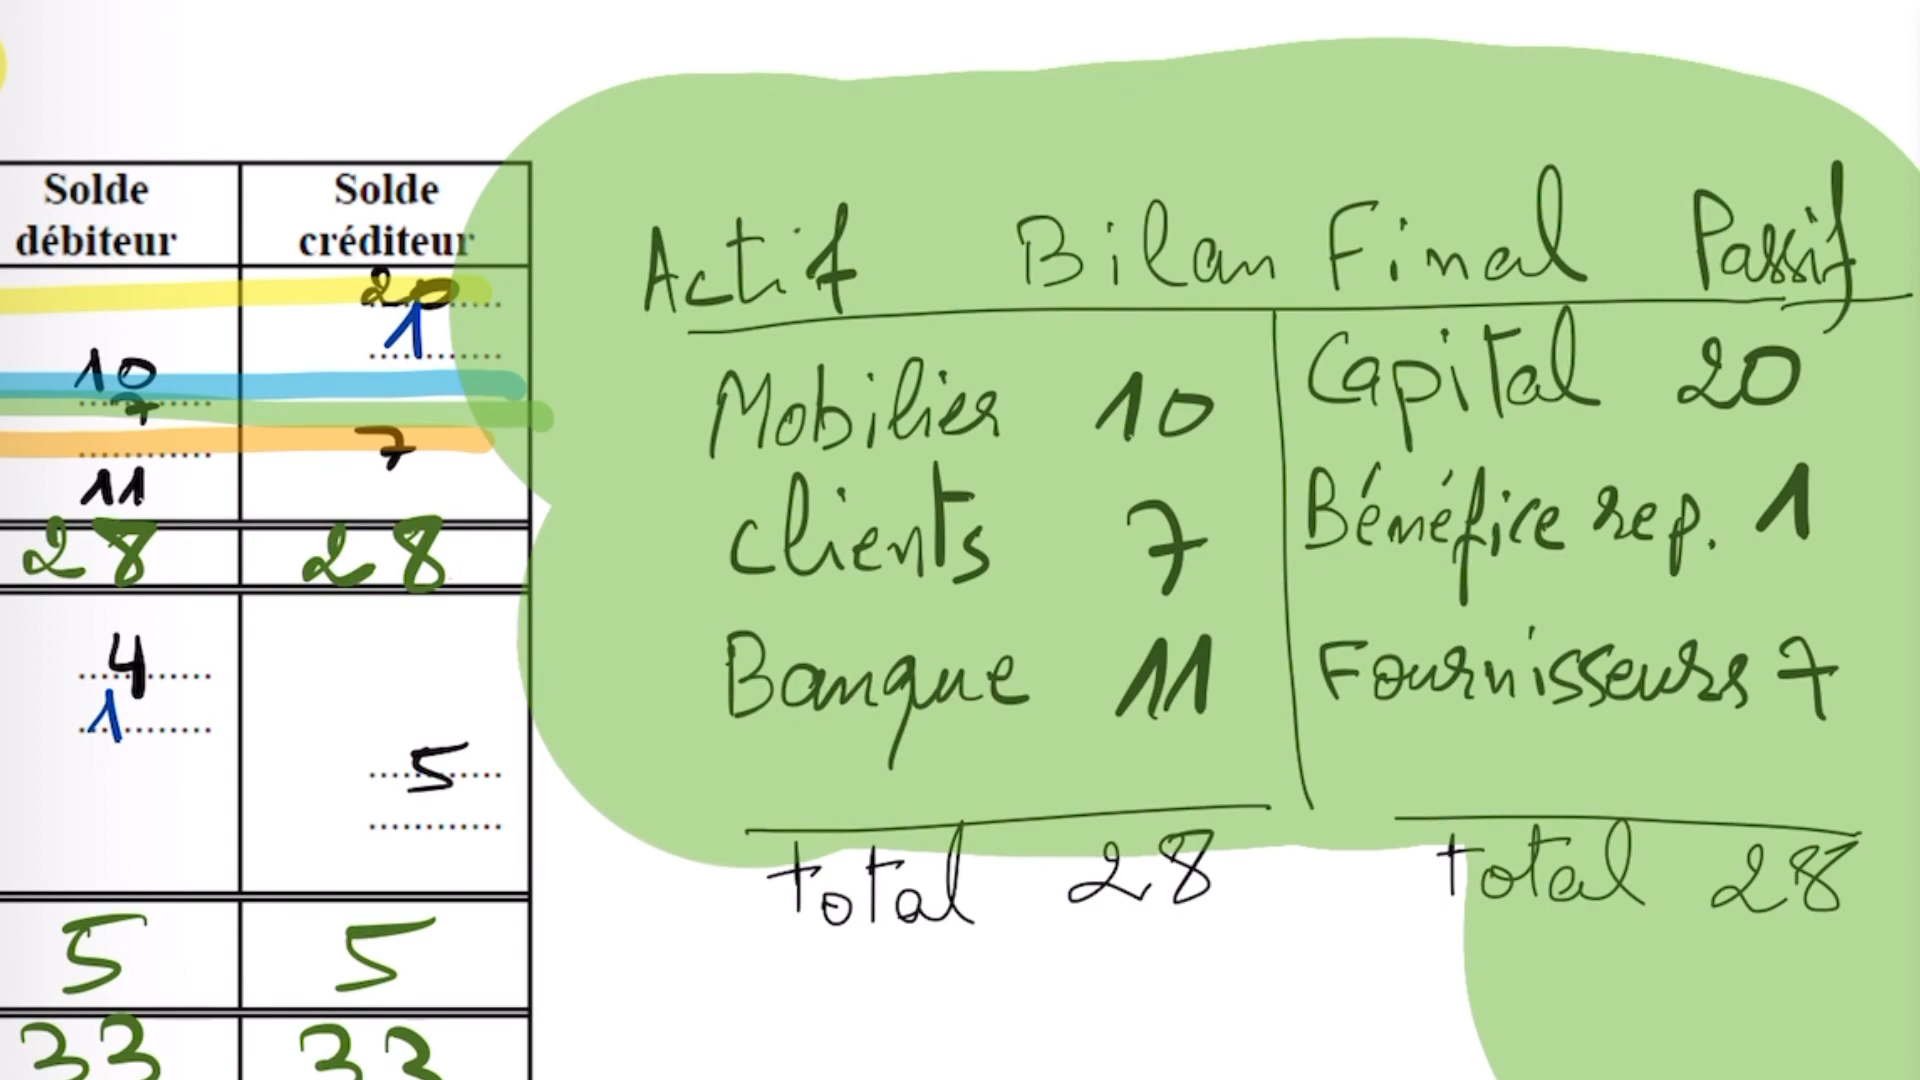 Solde débiteur
Solde créditeur
20
1
10
7
7
11
28 28
4
1
5
5 5
33 33
Actif Bilan Final Passif
Mobilier 10
Capital 20
Clients 7
Bénéfice rep. 1
Banque 11
Fournisseurs 7
total 28
total 28